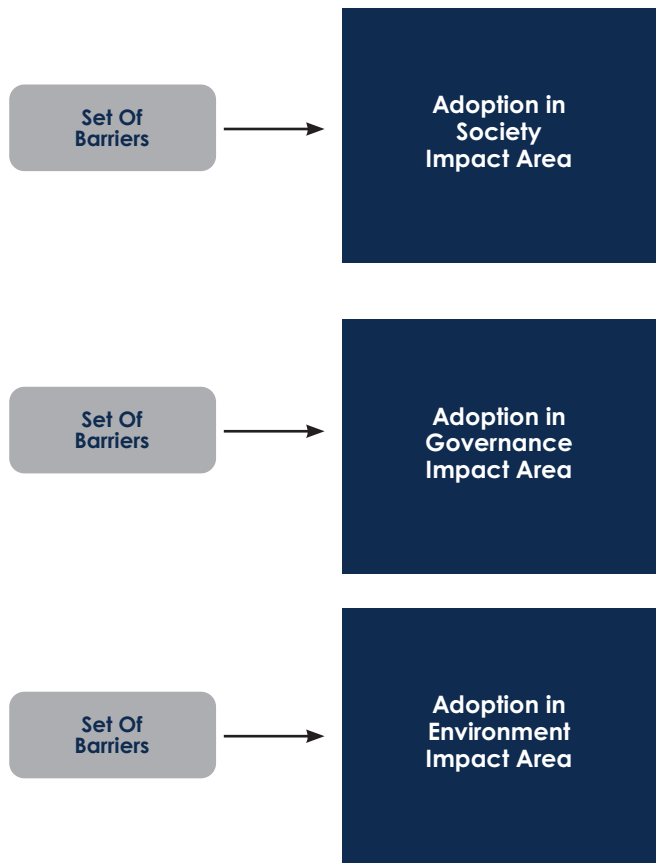 Set Of
Barriers
Adoption in
Society
Impact Area
Set Of
Barriers
Adoption in
Governance
Impact Area
Set Of
Barriers
Adoption in
Environment
Impact Area